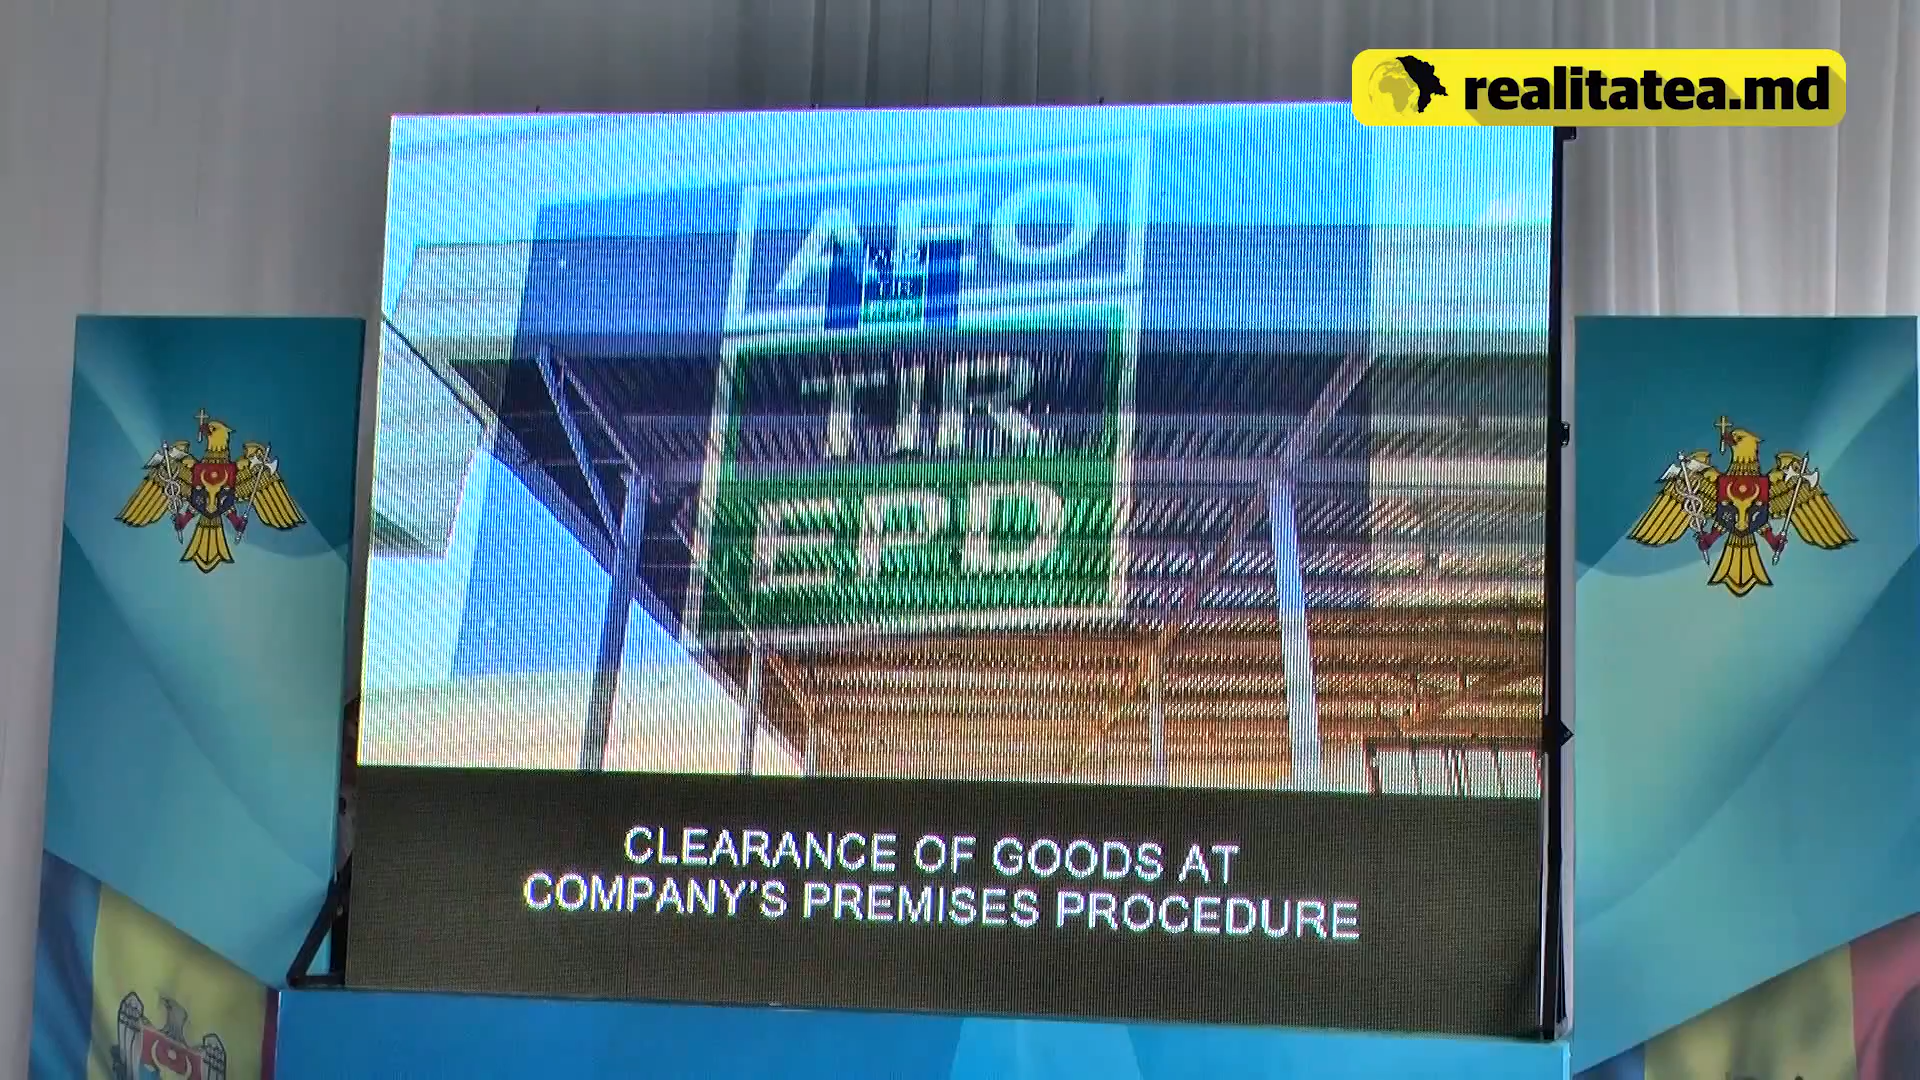 realitatea.md
AEO
TIR
EPD
CLEARANCE OF GOODS AT
COMPANY'S PREMISES PROCEDURE